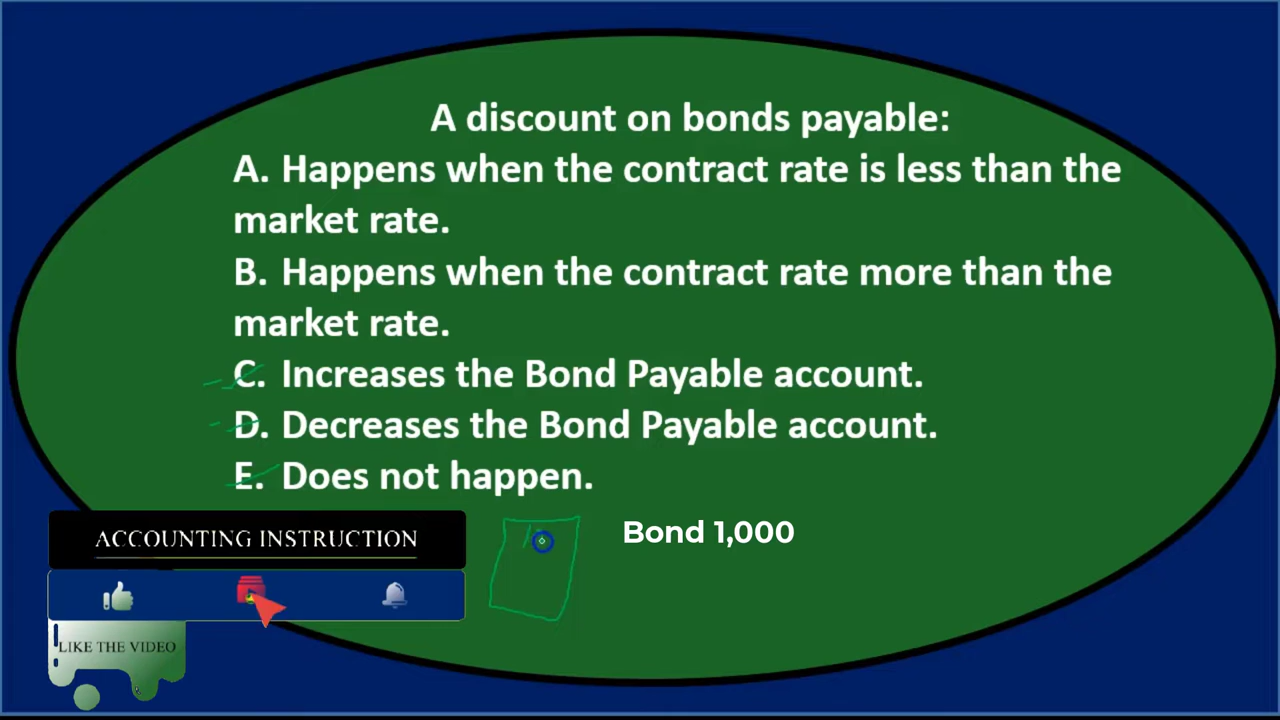 A discount on bonds payable:
A. Happens when the contract rate is less than the
market rate.
B. Happens when the contract rate more than the
market rate.
C. Increases the Bond Payable account.
D. Decreases the Bond Payable account.
E. Does not happen.
Bond 1,000
ACCOUNTING INSTRUCTION
LIKE THE VIDEO